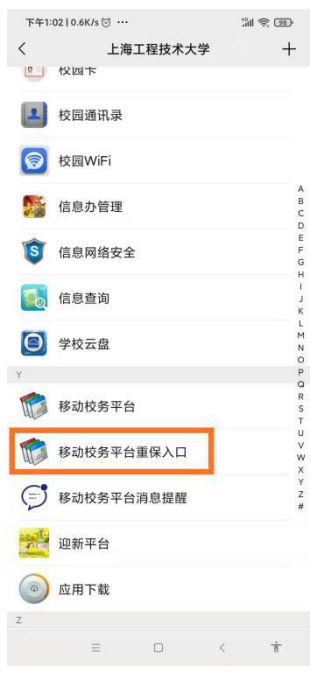 下午1:02 | 0.6K/s ···
98
上海工程技术大学
校园卡
校园通讯录
校园WiFi
信息办管理
信息网络安全
信息查询
学校云盘
Y
移动校务平台
移动校务平台重保入口
移动校务平台消息提醒
迎新平台
应用下载
Z
A
B
C
D
E
F
G
H
I
J
K
L
M
N
O
P
Q
R
S
T
U
V
W
X
Y
Z
#